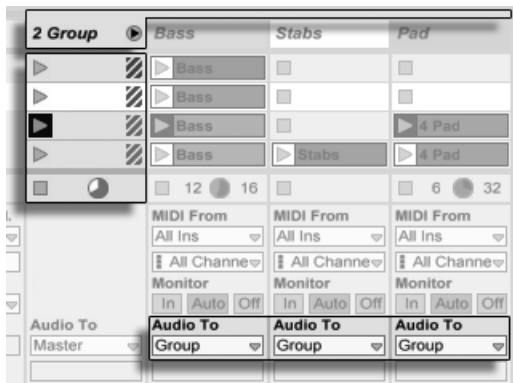 2 Group Bass Stabs Pad
Bass
Bass
Bass 4 Pad
Bass Stabs 4 Pad
12 16 6 32
MIDI From MIDI From MIDI From
All Ins All Ins All Ins
All Channe All Channe All Channe
Monitor Monitor Monitor
In Auto Off In Auto Off In Auto Off
Audio To Audio To Audio To Audio To
Master Group Group Group